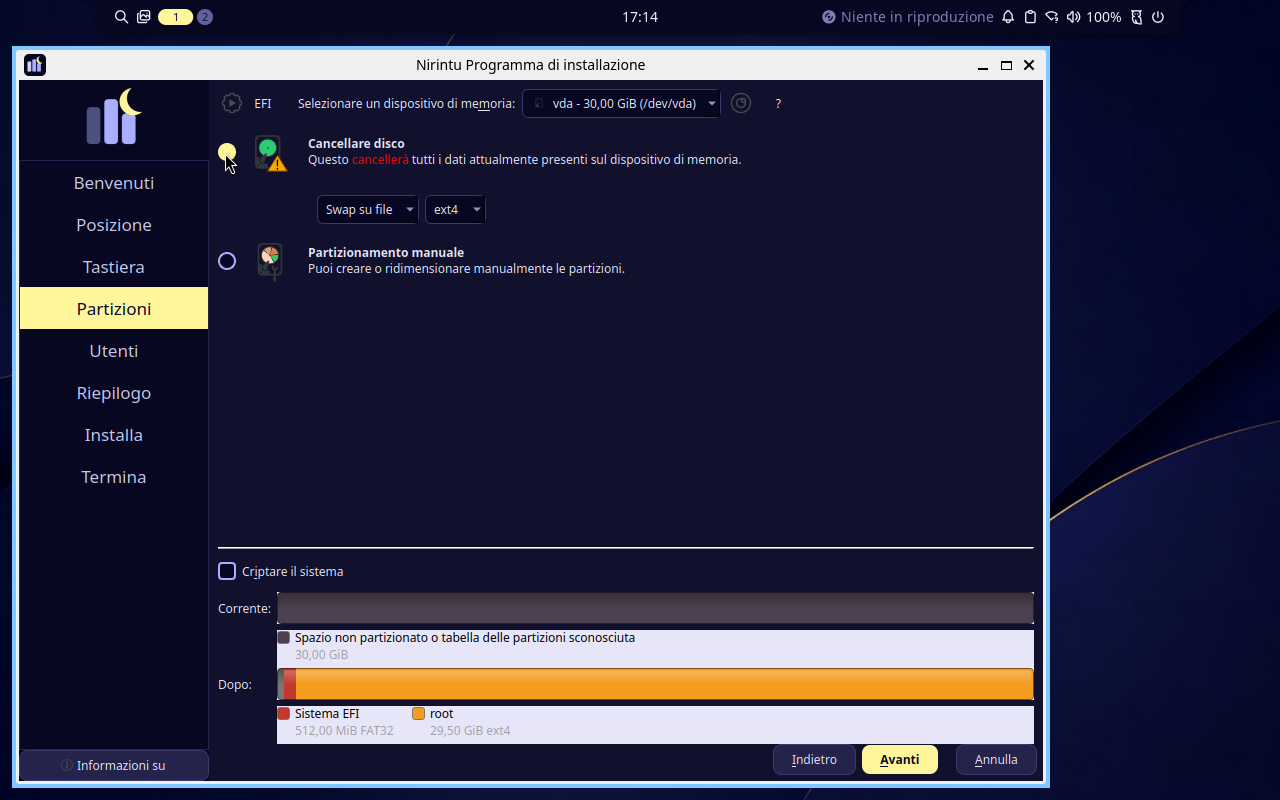 1 2 17:14 Niente in riproduzione 100%
Nirintu Programma di installazione
EFI Selezionare un dispositivo di memoria: vda - 30,00 GiB (/dev/vda) ?
Cancellare disco
Questo cancellerà tutti i dati attualmente presenti sul dispositivo di memoria.
Swap su file ext4
Partizionamento manuale
Puoi creare o ridimensionare manualmente le partizioni.
Benvenuti
Posizione
Tastiera
Partizioni
Utenti
Riepilogo
Installa
Termina
Criptare il sistema
Corrente:
Spazio non partizionato o tabella delle partizioni sconosciuta
30,00 GiB
Dopo:
Sistema EFI root
512,00 MiB FAT32 29,50 GiB ext4
Informazioni su Indietro Avanti Annulla